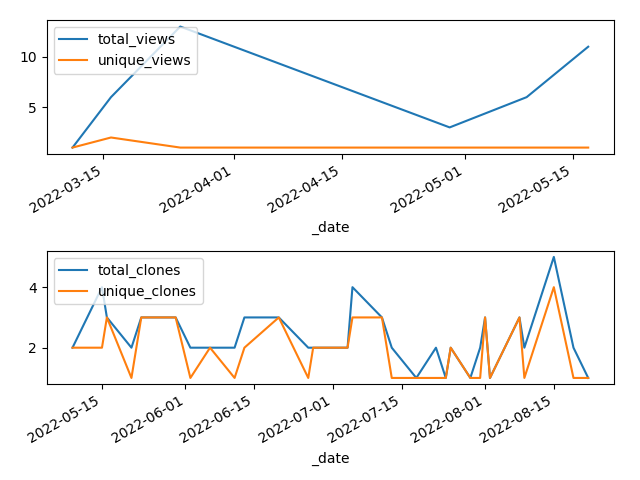 total_views
unique_views
10
5
2022-03-15
2022-04-01
2022-04-15
2022-05-01
2022-05-15
_date
total_clones
unique_clones
4
2
2022-05-15
2022-06-01
2022-06-15
2022-07-01
2022-07-15
2022-08-01
2022-08-15
_date